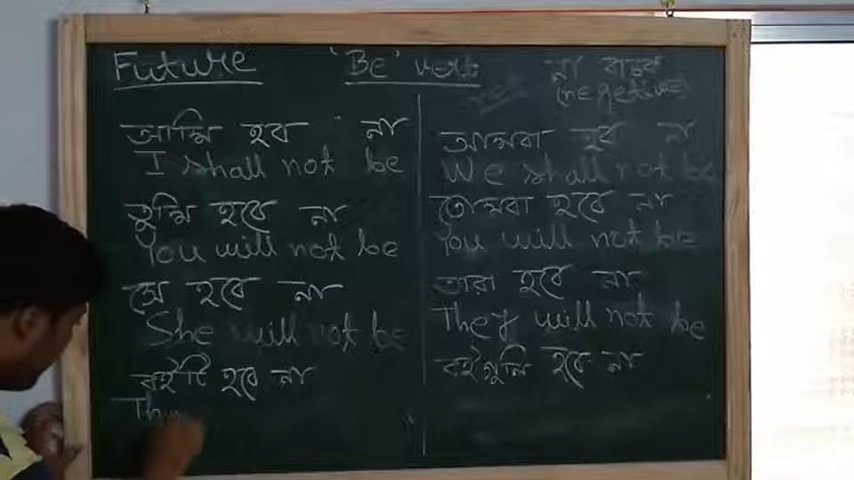 Future 'Be' verb না বাচক
(negetive)
আমি হব না
I shall not be
তুমি হবে না
You will not be
সে হবে না
She will not be
বইটি হবে না
Th
আমরা হব না
We shall not be
তোমরা হবে না
You will not be
তারা হবে না
They will not be
বইগুলি হবে না